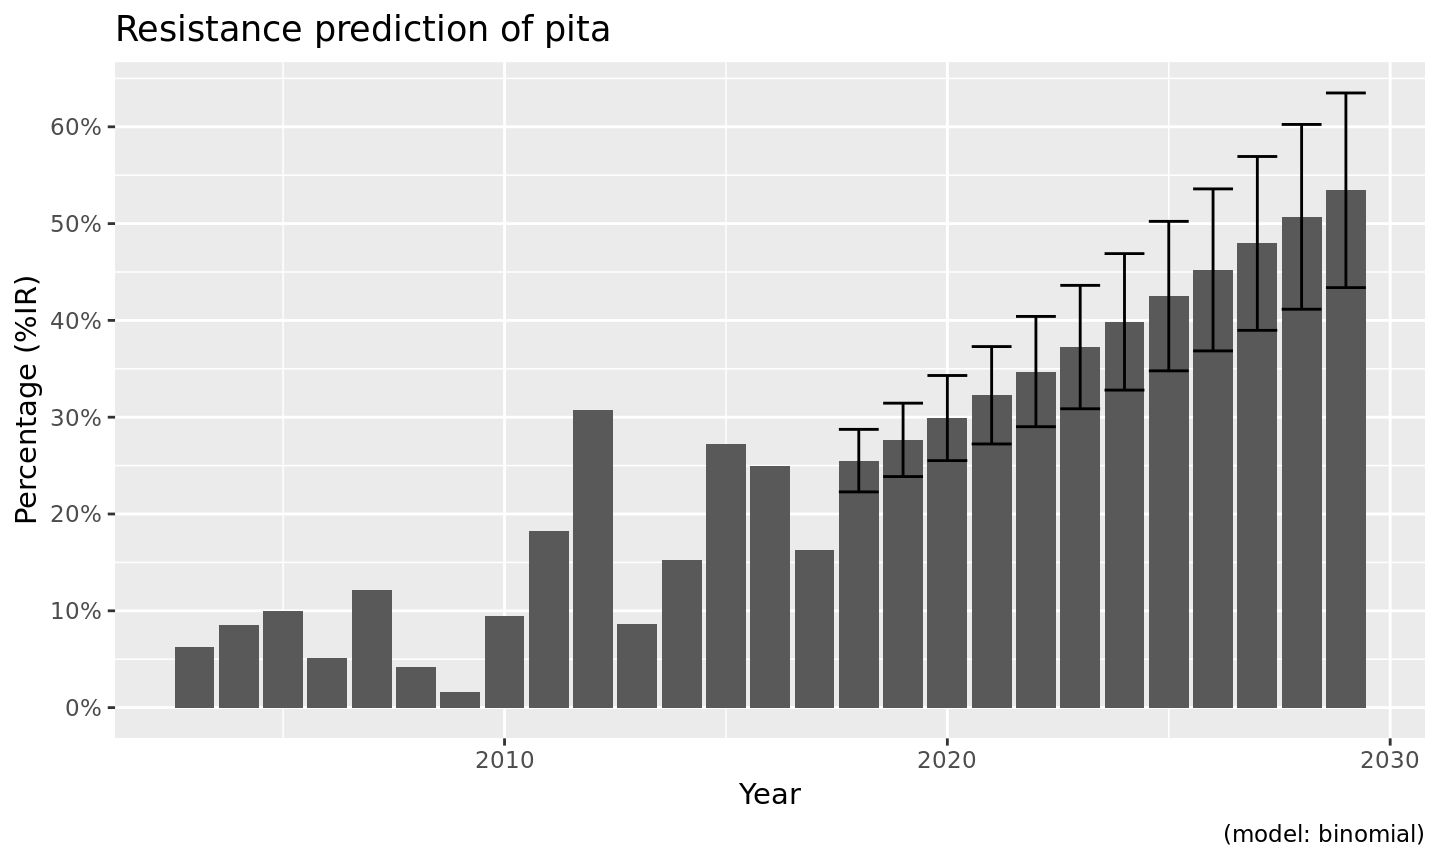 Resistance prediction of pita
Percentage (%IR)
60%
50%
40%
30%
20%
10%
0%
2010
2020
2030
Year
(model: binomial)